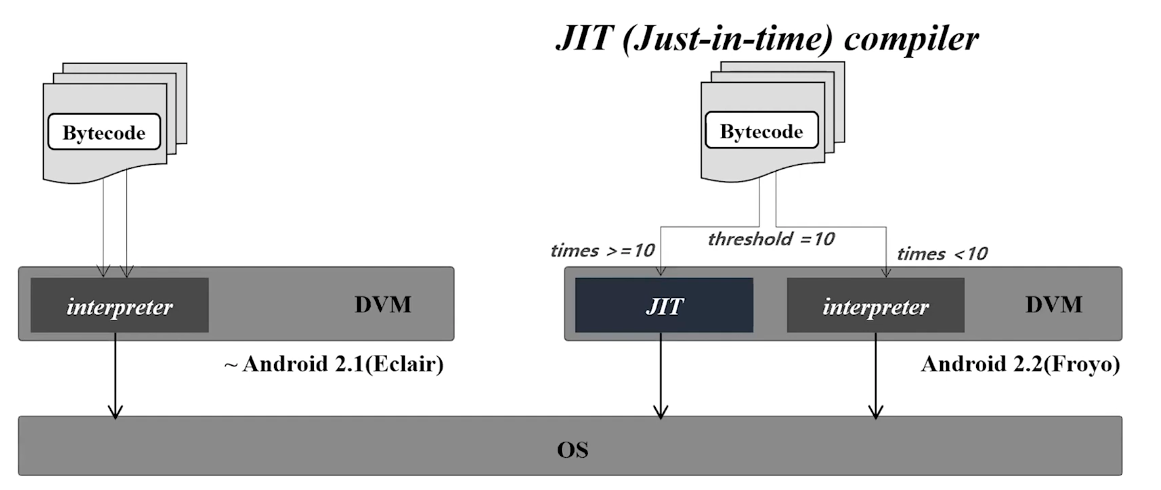 JIT (Just-in-time) compiler
Bytecode
Bytecode
times >=10
threshold =10
times <10
interpreter
DVM
JIT
interpreter
DVM
~ Android 2.1(Eclair)
Android 2.2(Froyo)
OS